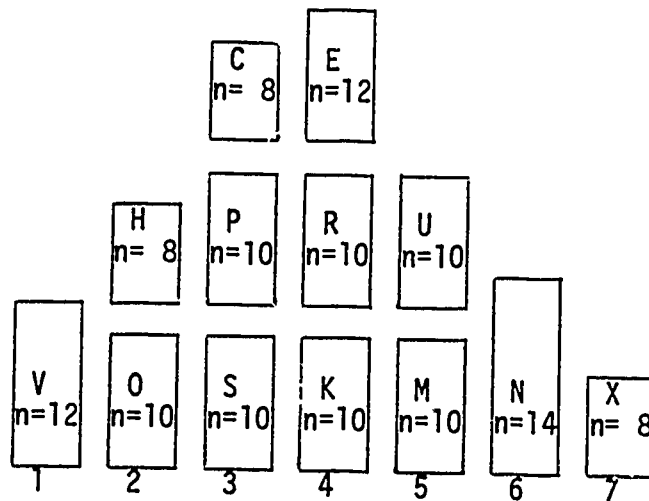 C E
n= 8 n=12
H P R U
n= 8 n=10 n=10 n=10
V O S K M N X
n=12 n=10 n=10 n=10 n=10 n=14 n= 8
1 2 3 4 5 6 7